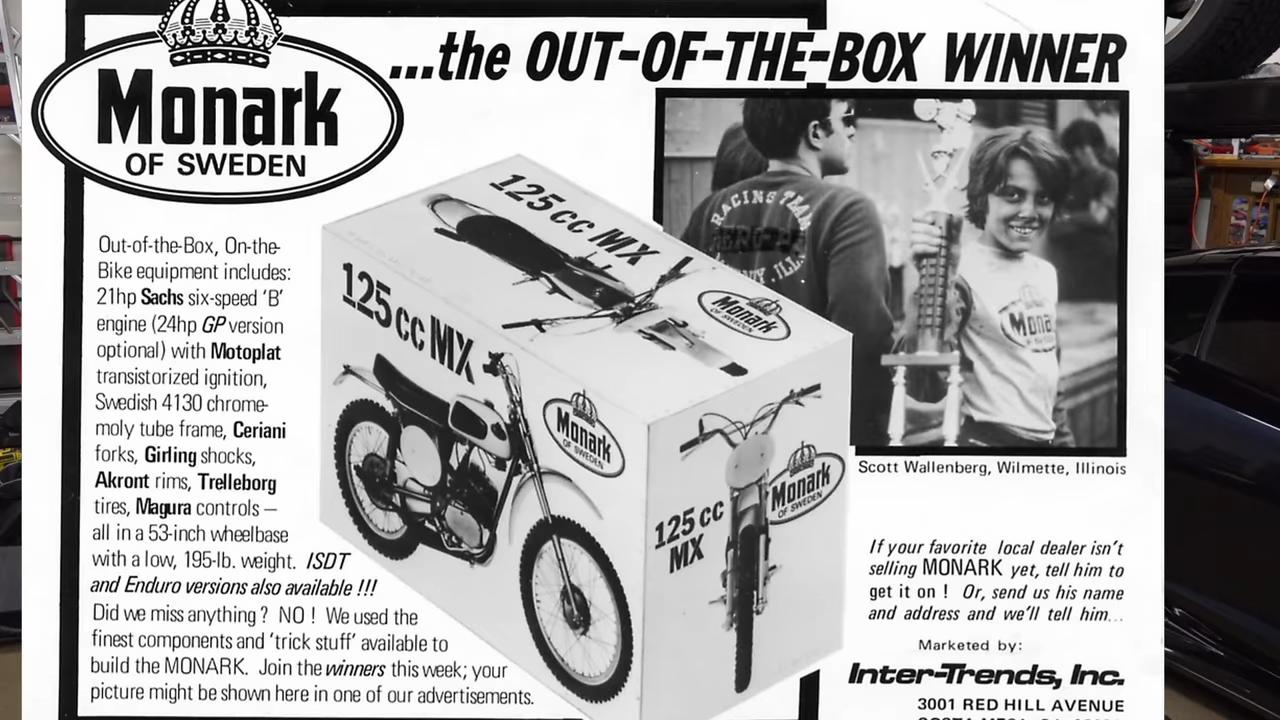 ...the OUT-OF-THE-BOX WINNER
Monark
OF SWEDEN
Out-of-the-Box, On-the-
Bike equipment includes:
21hp Sachs six-speed 'B'
engine (24hp GP version
optional) with Motoplat
transistorized ignition,
Swedish 4130 chrome-
moly tube frame, Ceriani
forks, Girling shocks,
Akront rims, Trelleborg
tires, Magura controls —
all in a 53-inch wheelbase
with a low, 195-lb. weight. ISDT
and Enduro versions also available !!!
Did we miss anything ? NO ! We used the
finest components and 'trick stuff' available to
build the MONARK. Join the winners this week; your
picture might be shown here in one of our advertisements.
125 cc MX
Monark
OF SWEDEN
125 cc MX
Monark
OF SWEDEN
125 cc
MX
Monark
OF SWEDEN
RACING TEAM
ILL.
Scott Wallenberg, Wilmette, Illinois
If your favorite local dealer isn't
selling MONARK yet, tell him to
get it on ! Or, send us his name
and address and we'll tell him...
Marketed by:
Inter-Trends, Inc.
3001 RED HILL AVENUE